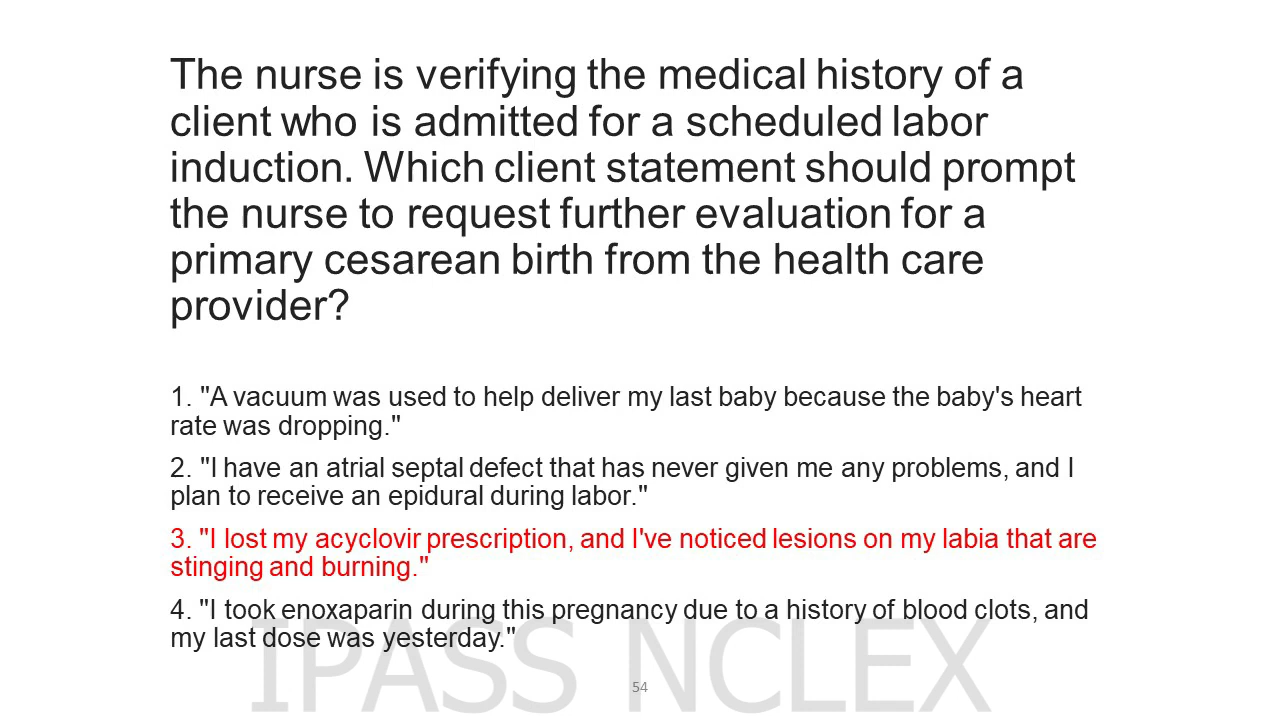 The nurse is verifying the medical history of a
client who is admitted for a scheduled labor
induction. Which client statement should prompt
the nurse to request further evaluation for a
primary cesarean birth from the health care
provider?
1. "A vacuum was used to help deliver my last baby because the baby's heart
rate was dropping."
2. "I have an atrial septal defect that has never given me any problems, and I
plan to receive an epidural during labor."
3. "I lost my acyclovir prescription, and I've noticed lesions on my labia that are
stinging and burning."
4. "I took enoxaparin during this pregnancy due to a history of blood clots, and
my last dose was yesterday."
IPASS NCLEX
54